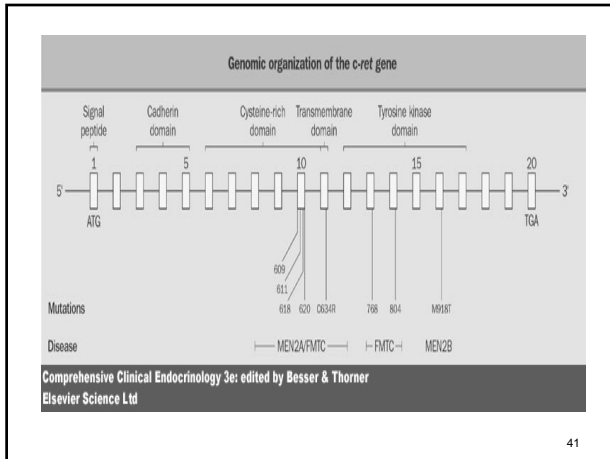 Genomic organization of the c-ret gene
Signal peptide
Cadherin domain
Cysteine-rich domain
Transmembrane domain
Tyrosine kinase domain
1 5 10 15 20
5' 3'
ATG TGA
609
611
Mutations 618 620 C634R 768 804 M918T
Disease MEN2A/FMTC FMTC MEN2B
Comprehensive Clinical Endocrinology 3e: edited by Besser & Thorner
Elsevier Science Ltd
41